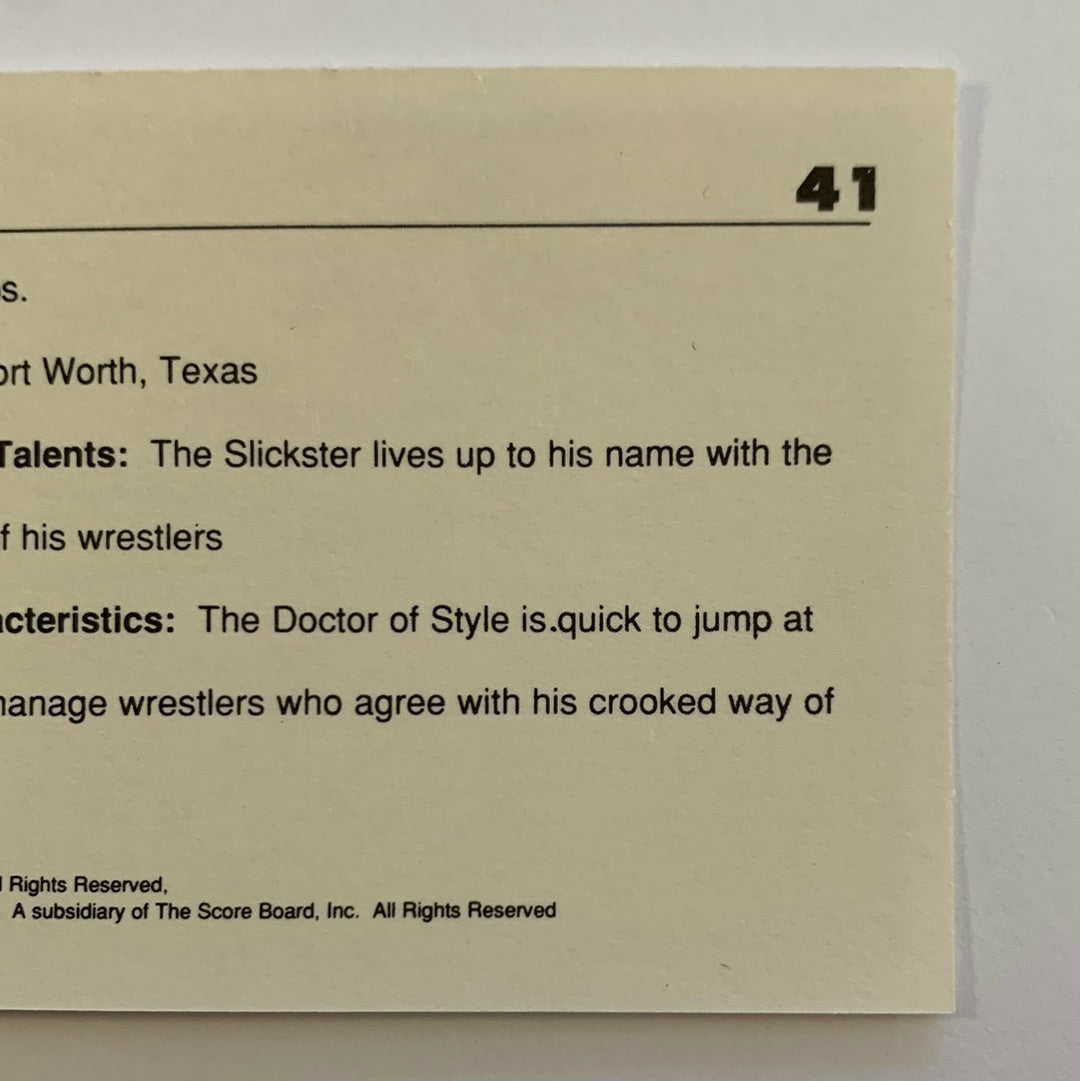 41
s.
ort Worth, Texas
Talents: The Slickster lives up to his name with the
f his wrestlers
acteristics: The Doctor of Style is.quick to jump at
manage wrestlers who agree with his crooked way of
l Rights Reserved,
A subsidiary of The Score Board, Inc. All Rights Reserved